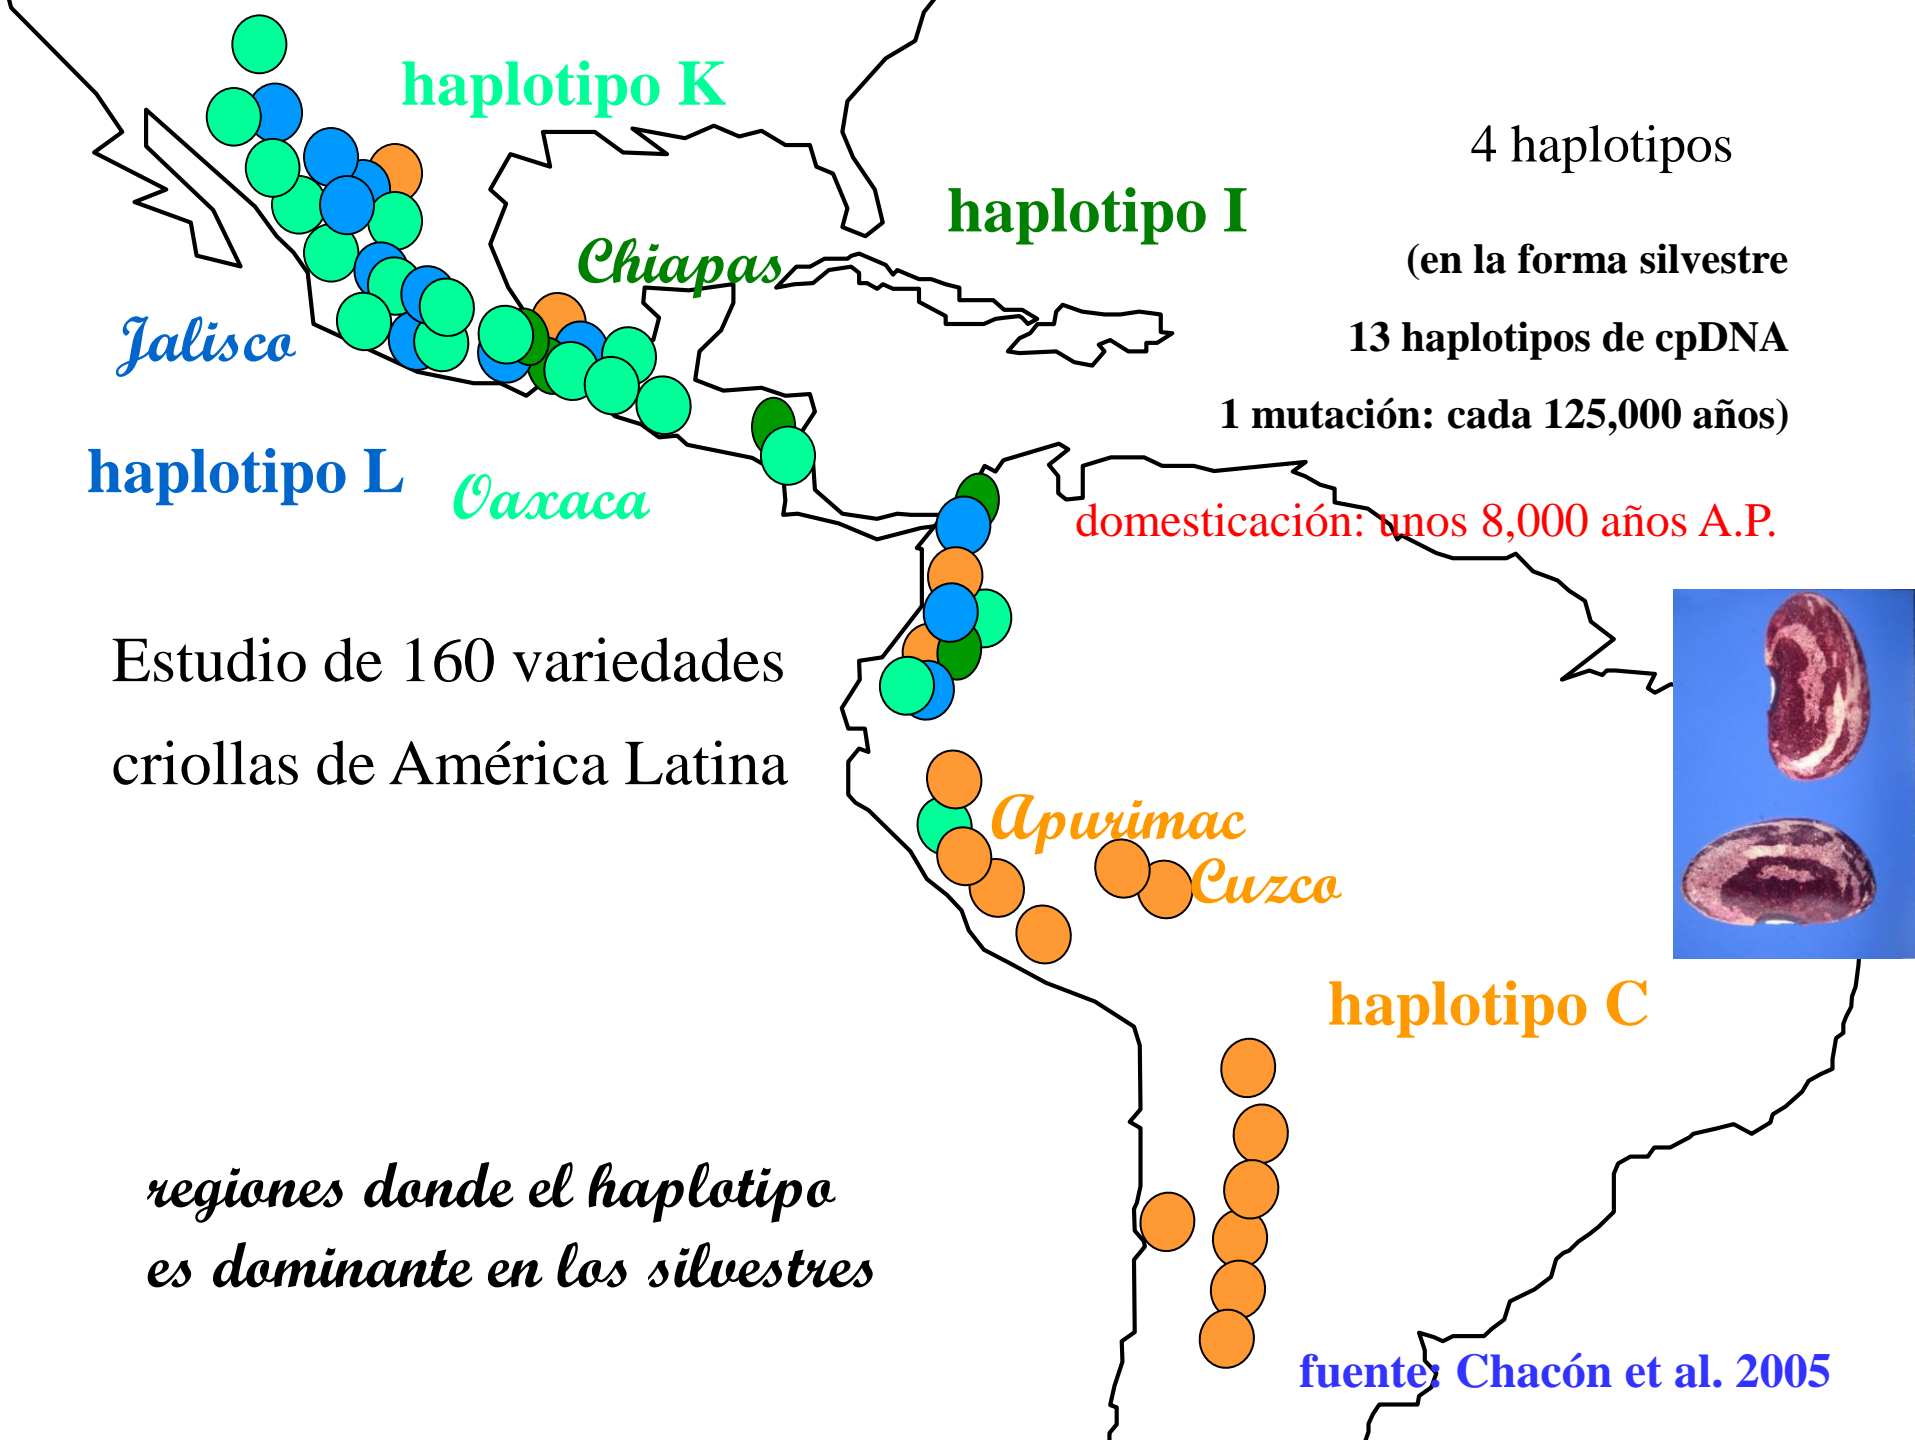 haplotipo K
4 haplotipos
haplotipo I
Chiapas
(en la forma silvestre
Jalisco
13 haplotipos de cpDNA
1 mutación: cada 125,000 años)
haplotipo L
Oaxaca
domesticación: unos 8,000 años A.P.
Estudio de 160 variedades
criollas de América Latina
Apurimac
Cuzco
haplotipo C
regiones donde el haplotipo
es dominante en los silvestres
fuente: Chacón et al. 2005